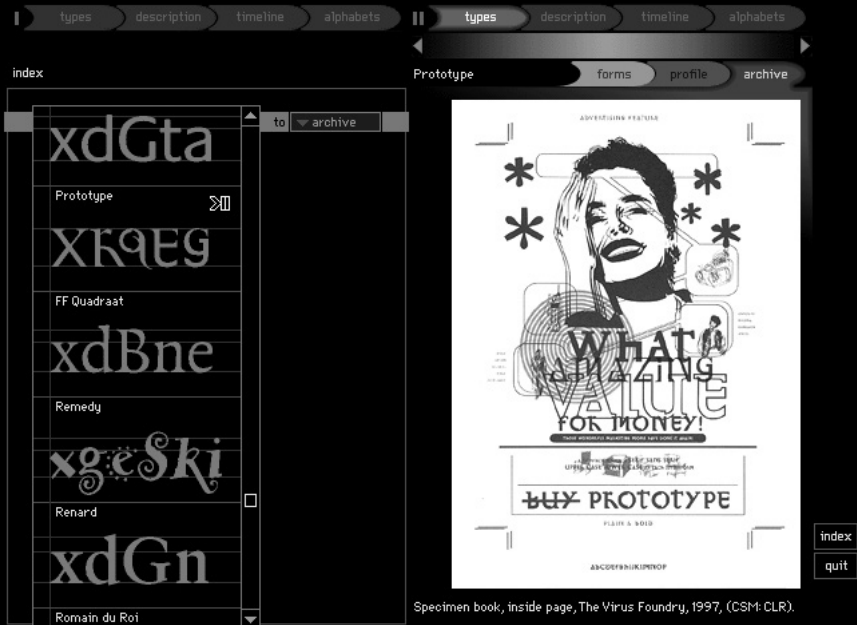 types description timeline alphabets
types description timeline alphabets
index
Prototype forms profile archive
to archive
xdGta
Prototype
FF Quadraat
xdBne
Remedy
xgeSki
Renard
xdGn
Romain du Roi
ADVERTISING FEATURE
WHAT
AMAZING
VALUE
FOR MONEY!
BUY PROTOTYPE
PLAIN & BOLD
index
quit
Specimen book, inside page, The Virus Foundry, 1997, (CSM: CLR).